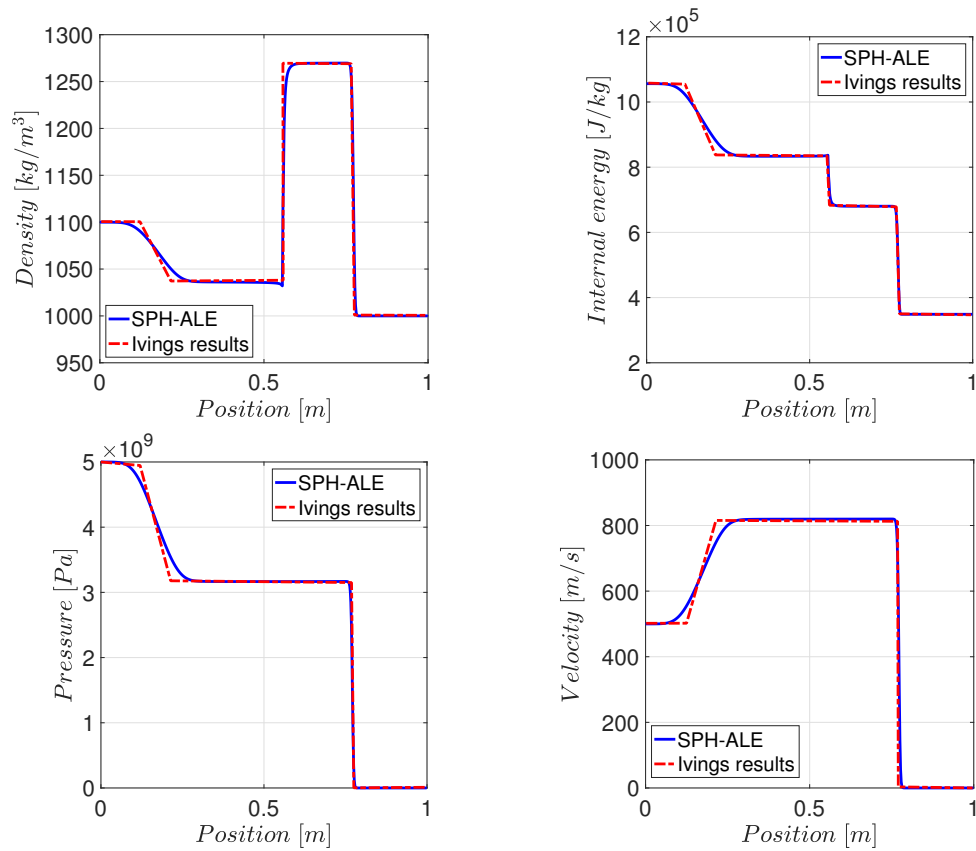 1300
1250
1200
1150
1100
1050
1000
950
Density [kg/m³]
SPH-ALE
Ivings results
0 0.5 1
Position [m]
×10⁵
12
10
8
6
4
2
Internal energy [J/kg]
SPH-ALE
Ivings results
0 0.5 1
Position [m]
×10⁹
5
4
3
2
1
0
Pressure [Pa]
SPH-ALE
Ivings results
0 0.5 1
Position [m]
1000
800
600
400
200
0
Velocity [m/s]
SPH-ALE
Ivings results
0 0.5 1
Position [m]